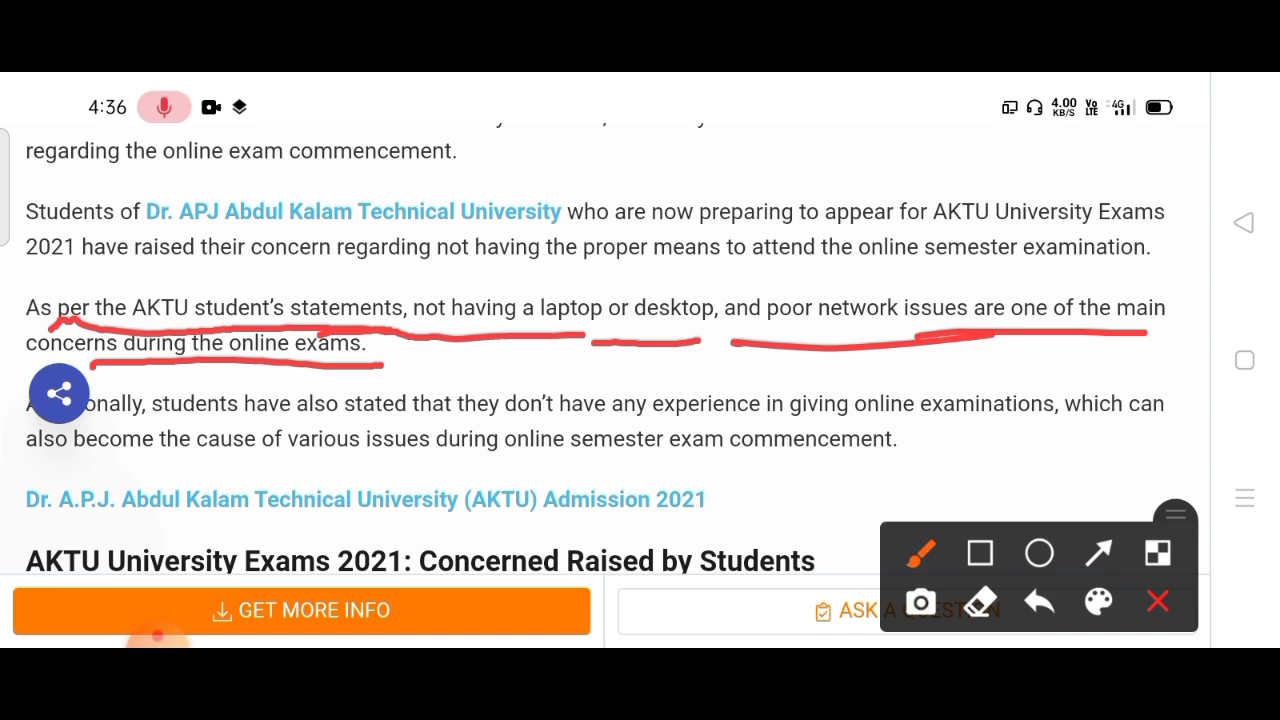 4:36
4.00 KB/S Vo LTE 4G
regarding the online exam commencement.
Students of Dr. APJ Abdul Kalam Technical University who are now preparing to appear for AKTU University Exams
2021 have raised their concern regarding not having the proper means to attend the online semester examination.
As per the AKTU student's statements, not having a laptop or desktop, and poor network issues are one of the main
concerns during the online exams.
onally, students have also stated that they don't have any experience in giving online examinations, which can
also become the cause of various issues during online semester exam commencement.
Dr. A.P.J. Abdul Kalam Technical University (AKTU) Admission 2021
AKTU University Exams 2021: Concerned Raised by Students
GET MORE INFO
ASK A QUESTION